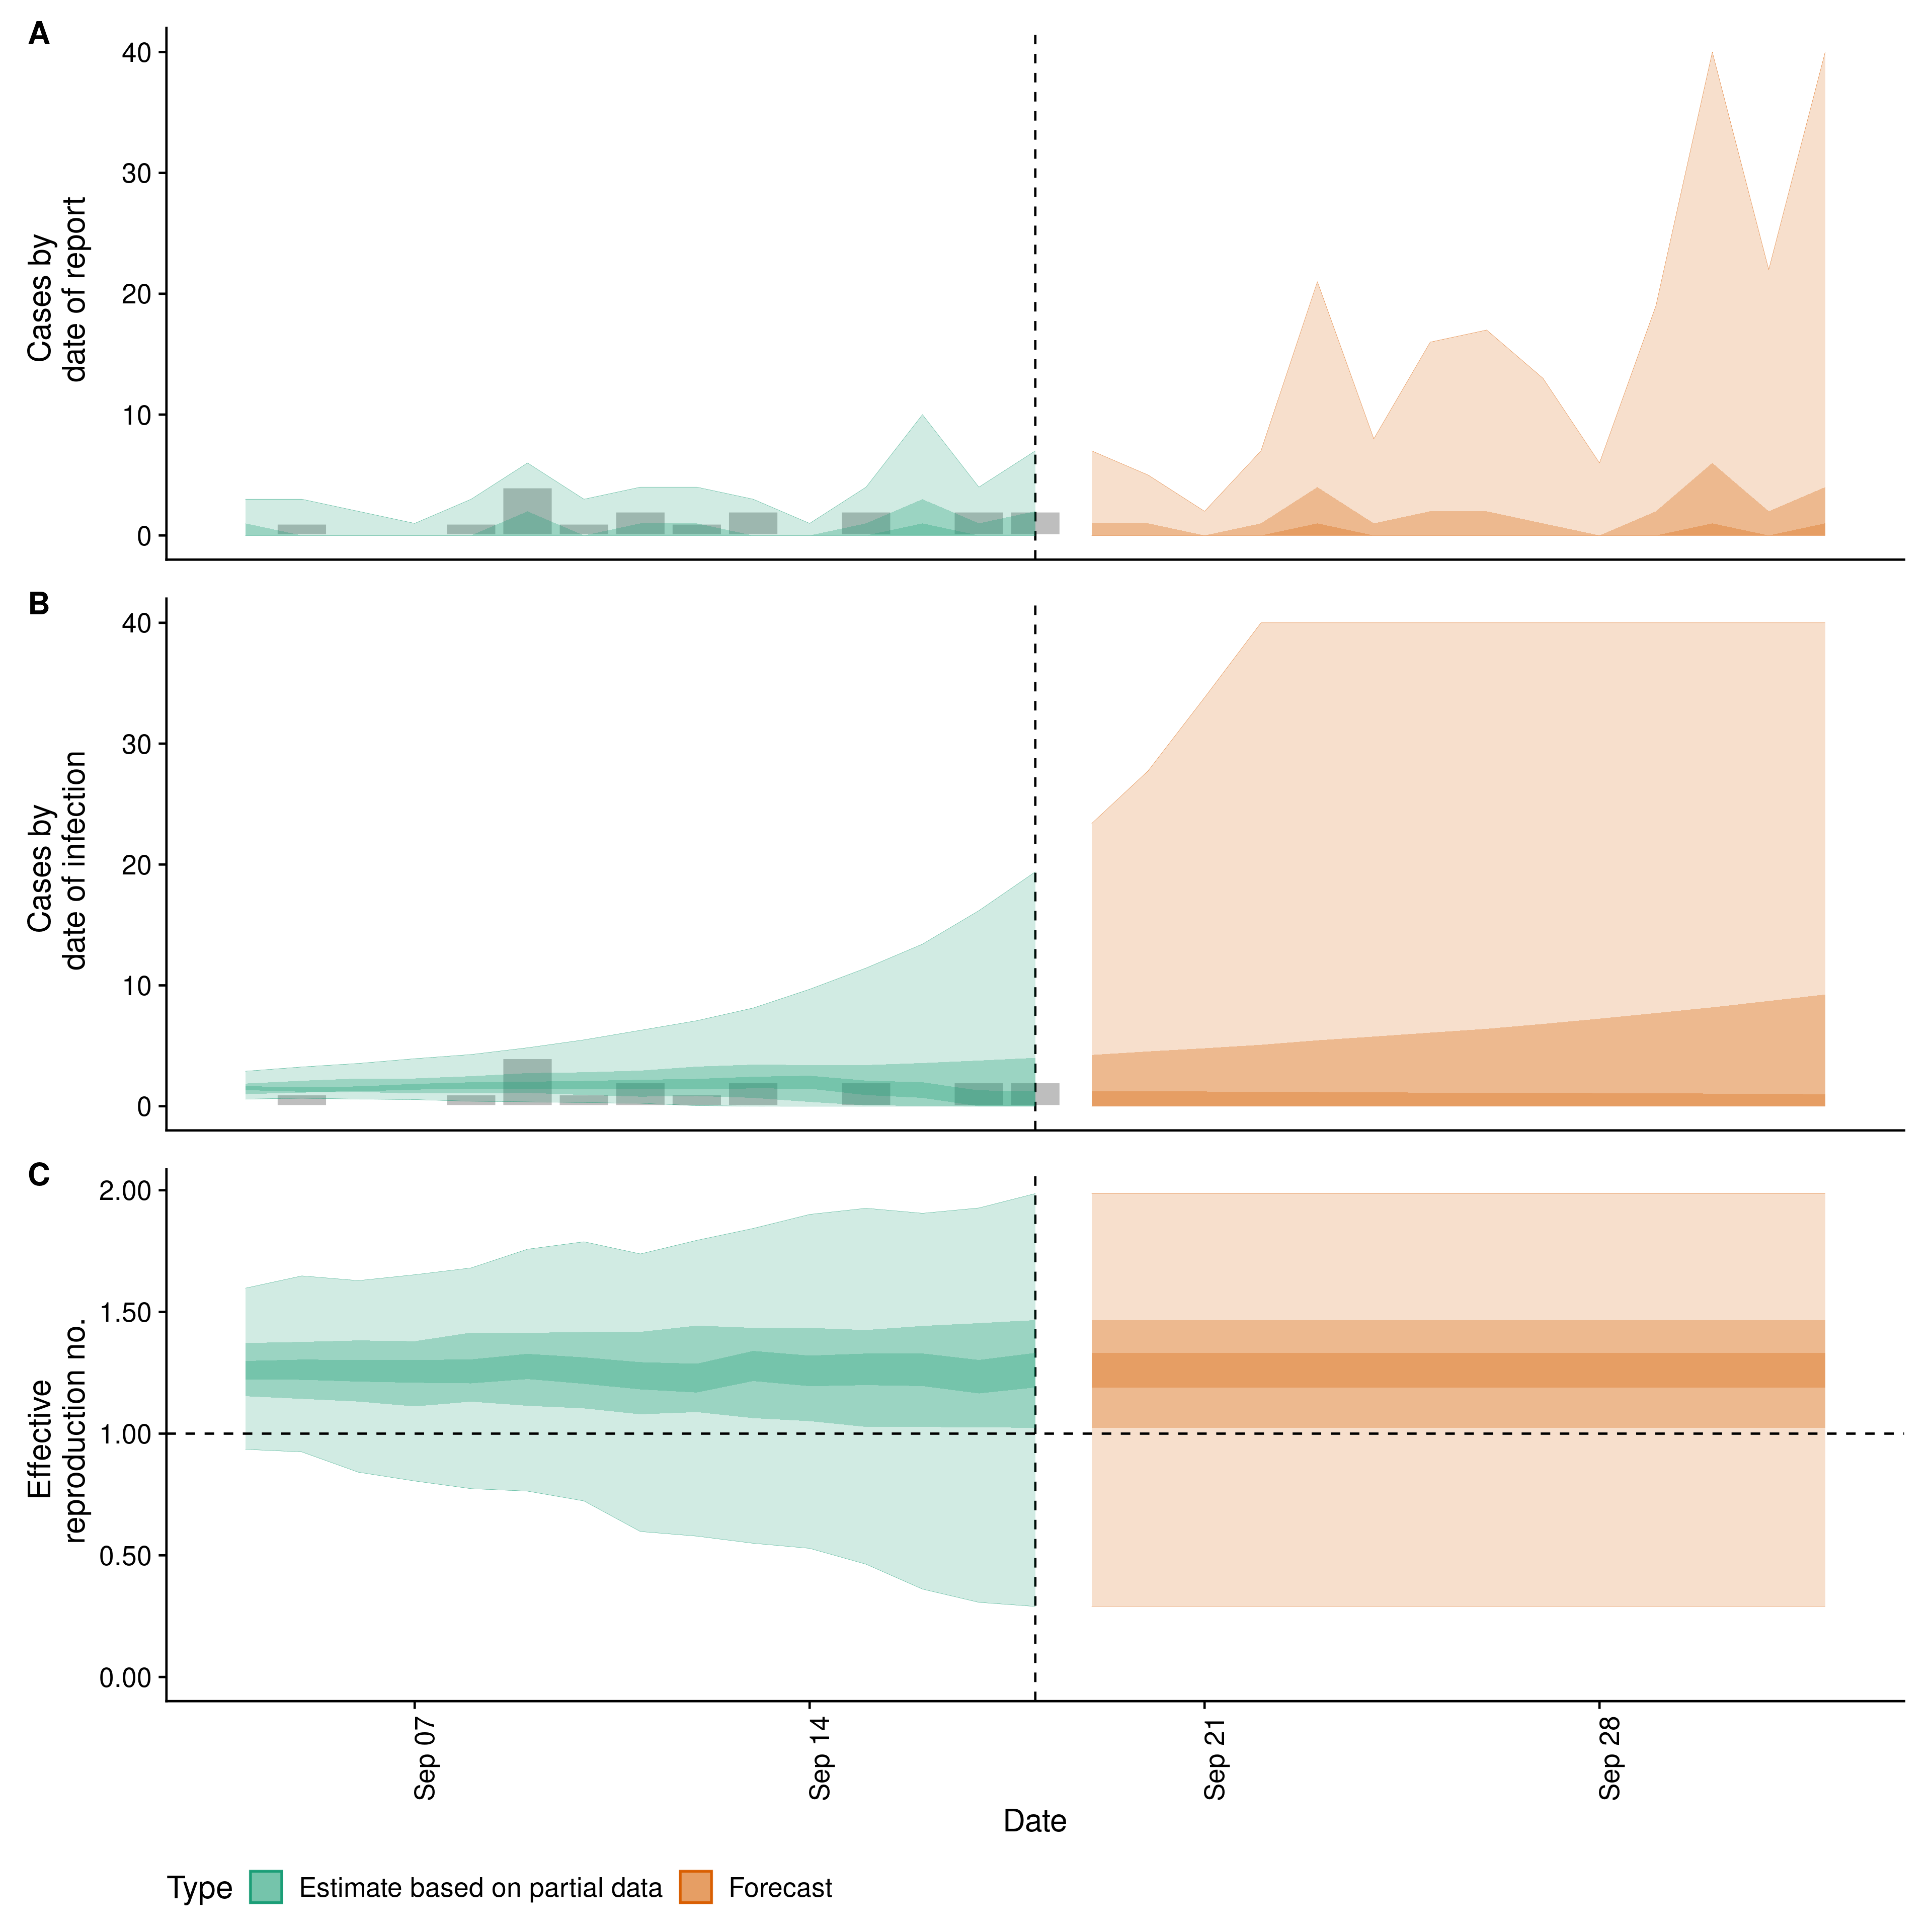 A
40
30
20
10
0
Cases by
date of report
B
40
30
20
10
0
Cases by
date of infection
C
2.00
1.50
1.00
0.50
0.00
Effective
reproduction no.
Sep 07
Sep 14
Sep 21
Sep 28
Date
Type
Estimate based on partial data
Forecast